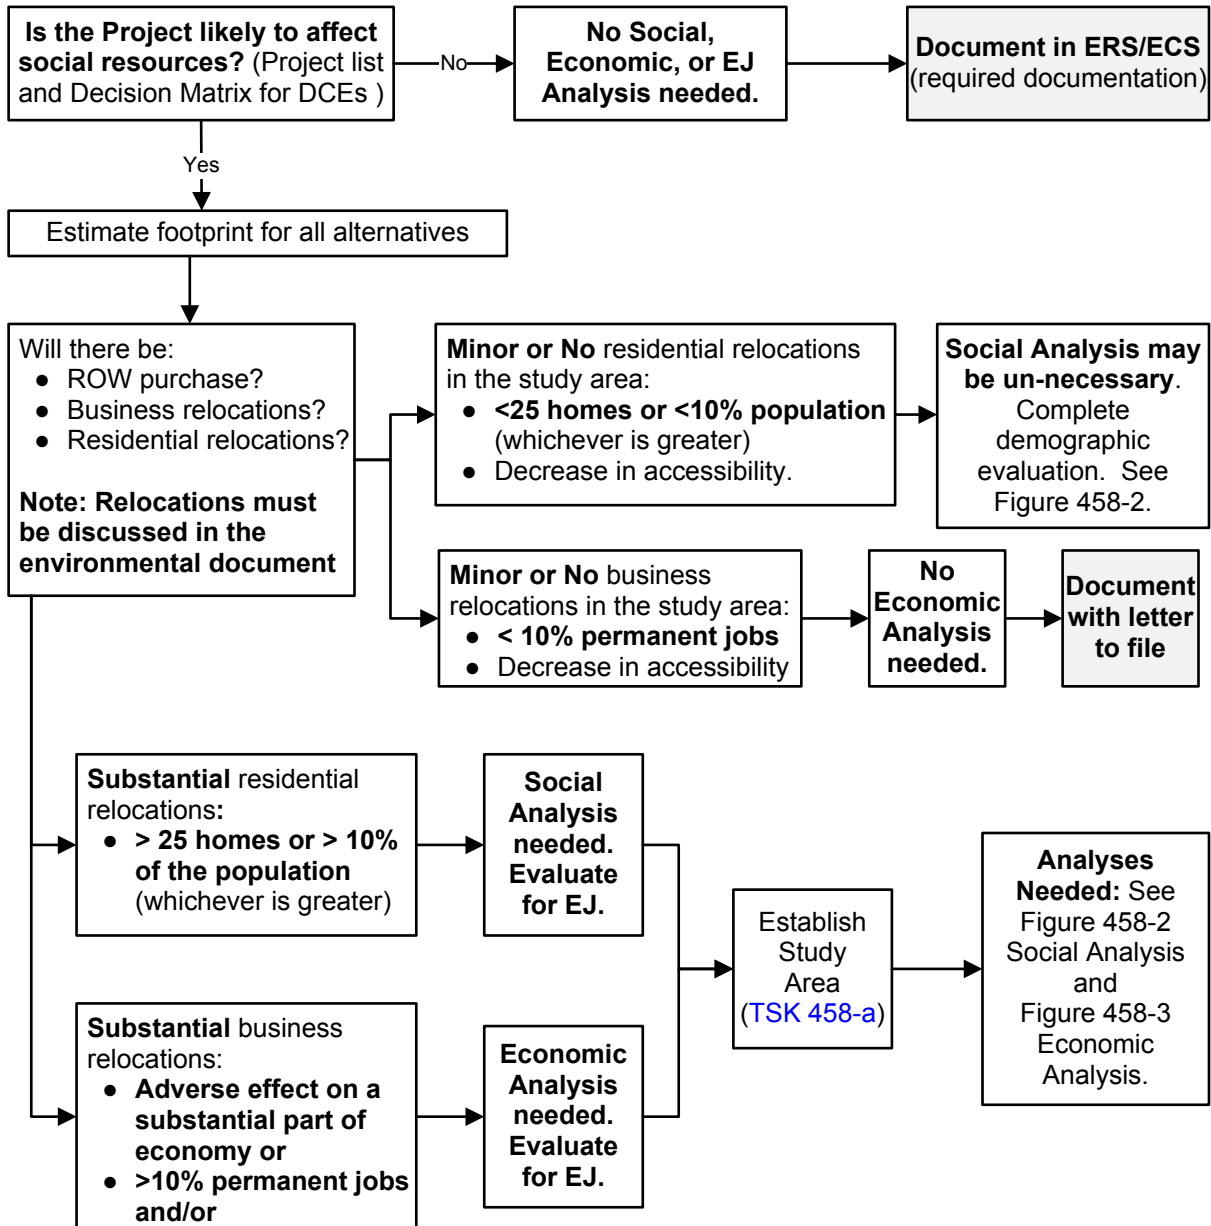 Is the Project likely to affect
social resources? (Project list
and Decision Matrix for DCEs )
No
No Social,
Economic, or EJ
Analysis needed.
Document in ERS/ECS
(required documentation)
Yes
Estimate footprint for all alternatives
Will there be:
● ROW purchase?
● Business relocations?
● Residential relocations?
Note: Relocations must
be discussed in the
environmental document
Minor or No residential relocations
in the study area:
● <25 homes or <10% population
(whichever is greater)
● Decrease in accessibility.
Social Analysis may
be un-necessary.
Complete
demographic
evaluation. See
Figure 458-2.
Minor or No business
relocations in the study area:
● < 10% permanent jobs
● Decrease in accessibility
No
Economic
Analysis
needed.
Document
with letter
to file
Substantial residential
relocations:
● > 25 homes or > 10%
of the population
(whichever is greater)
Social
Analysis
needed.
Evaluate
for EJ.
Establish
Study
Area
(TSK 458-a)
Analyses
Needed: See
Figure 458-2
Social Analysis
and
Figure 458-3
Economic
Analysis.
Substantial business
relocations:
● Adverse effect on a
substantial part of
economy or
● >10% permanent jobs
and/or
Economic
Analysis
needed.
Evaluate
for EJ.